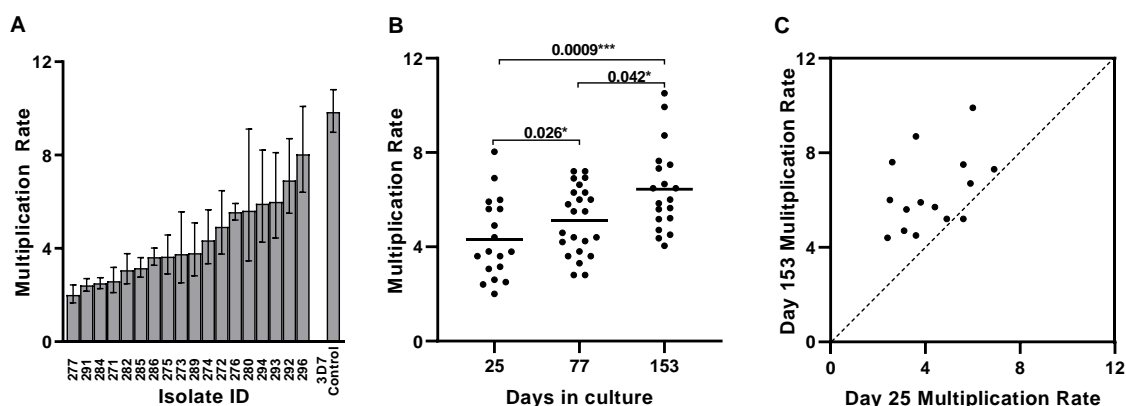 A
Multiplication Rate
12
8
4
0
277
291
284
271
282
285
286
275
273
289
274
272
276
280
294
293
292
296
3D7
Control
Isolate ID
B
Multiplication Rate
12
8
4
0
0.0009***
0.042*
0.026*
25 77 153
Days in culture
C
Day 153 Mulitplication Rate
12
8
4
0
0 4 8 12
Day 25 Multiplication Rate